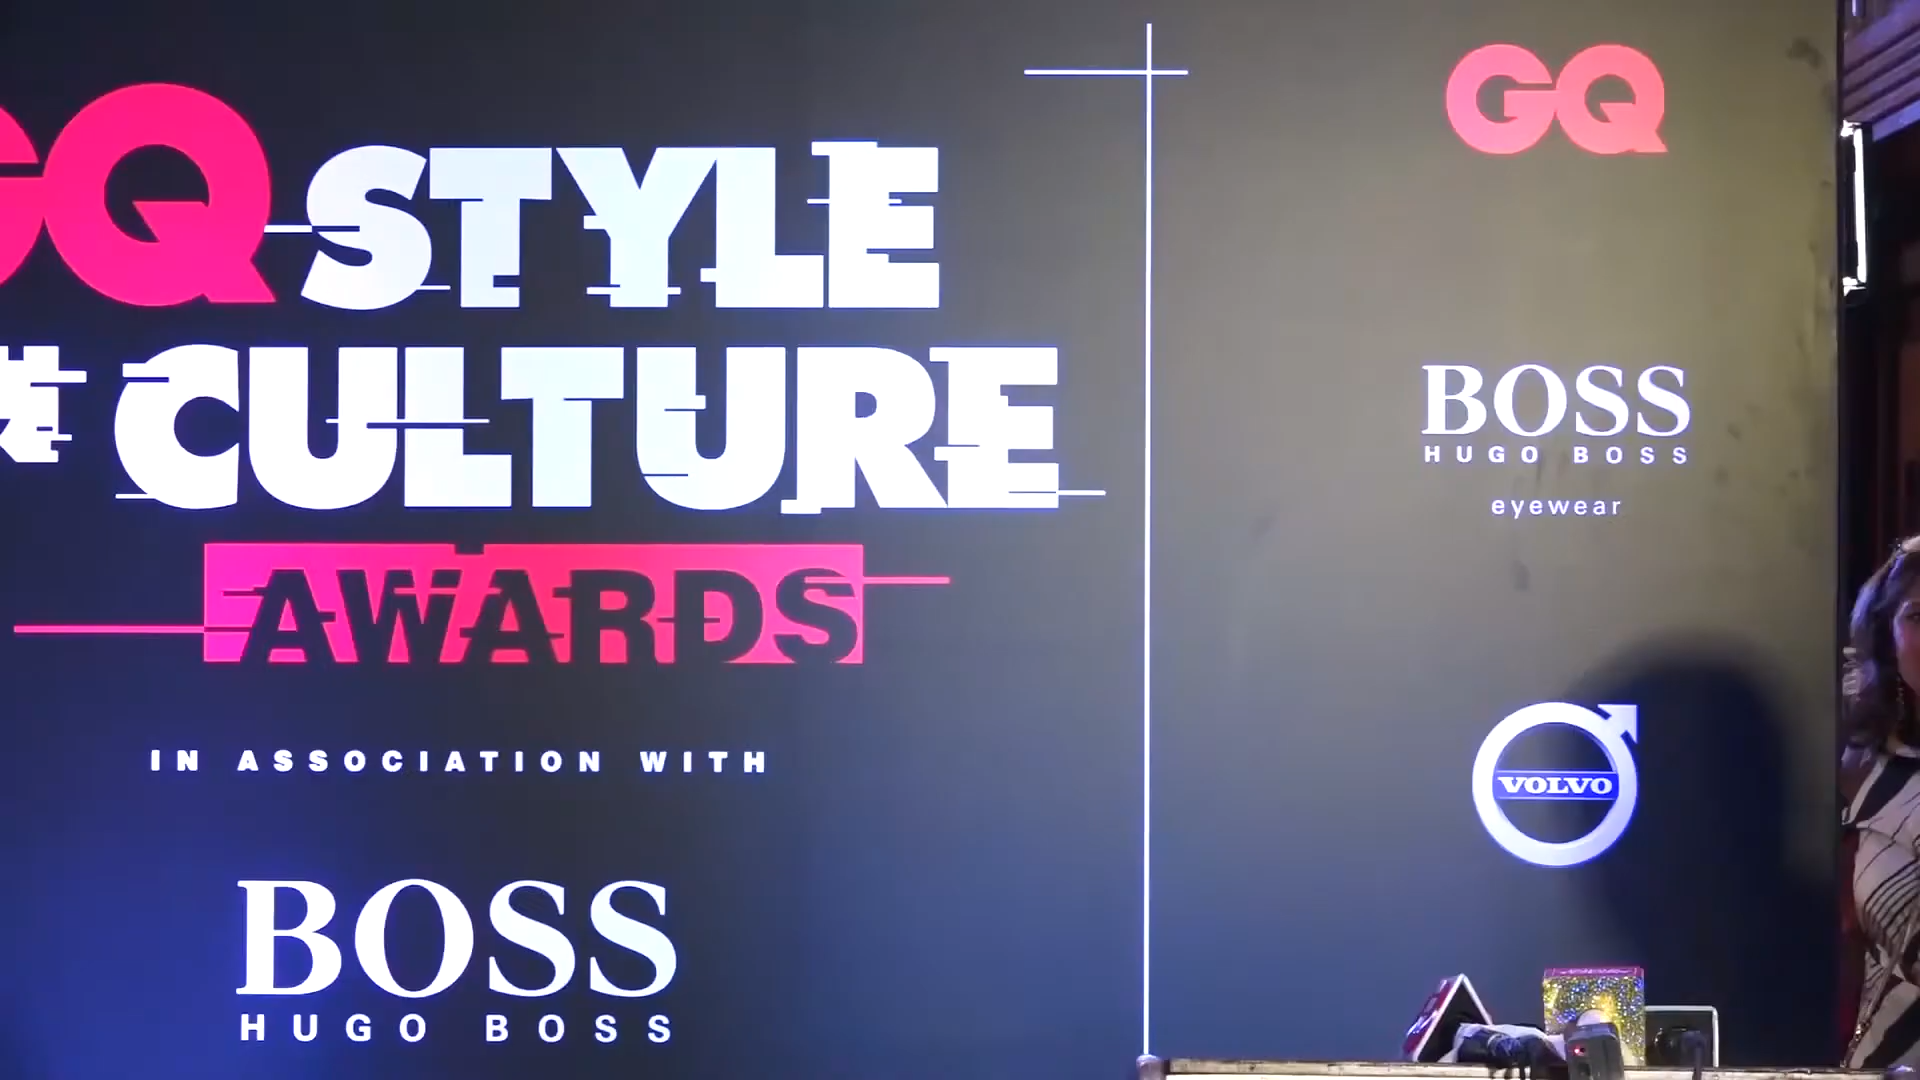 GQ STYLE
& CULTURE
AWARDS
IN ASSOCIATION WITH
BOSS
HUGO BOSS
GQ
BOSS
HUGO BOSS
eyewear
VOLVO